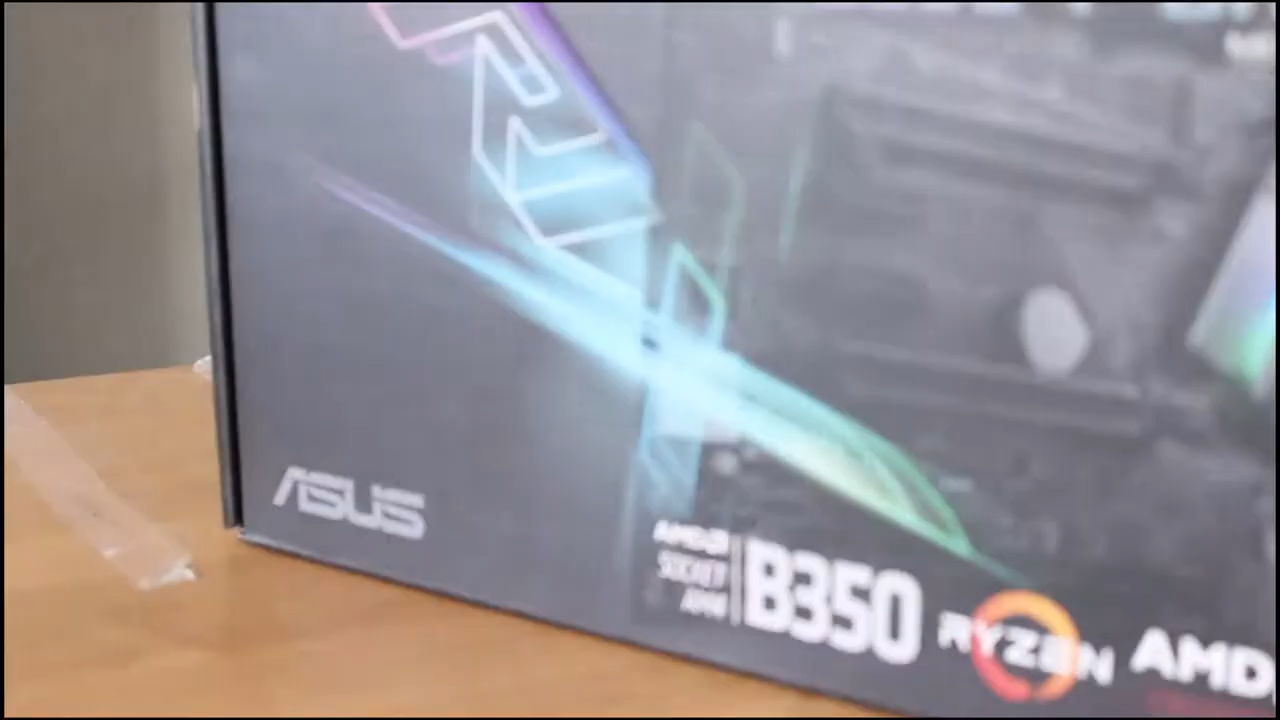 ASUS
AMD
SOCKET
AM4
B350
RYZEN
AMD